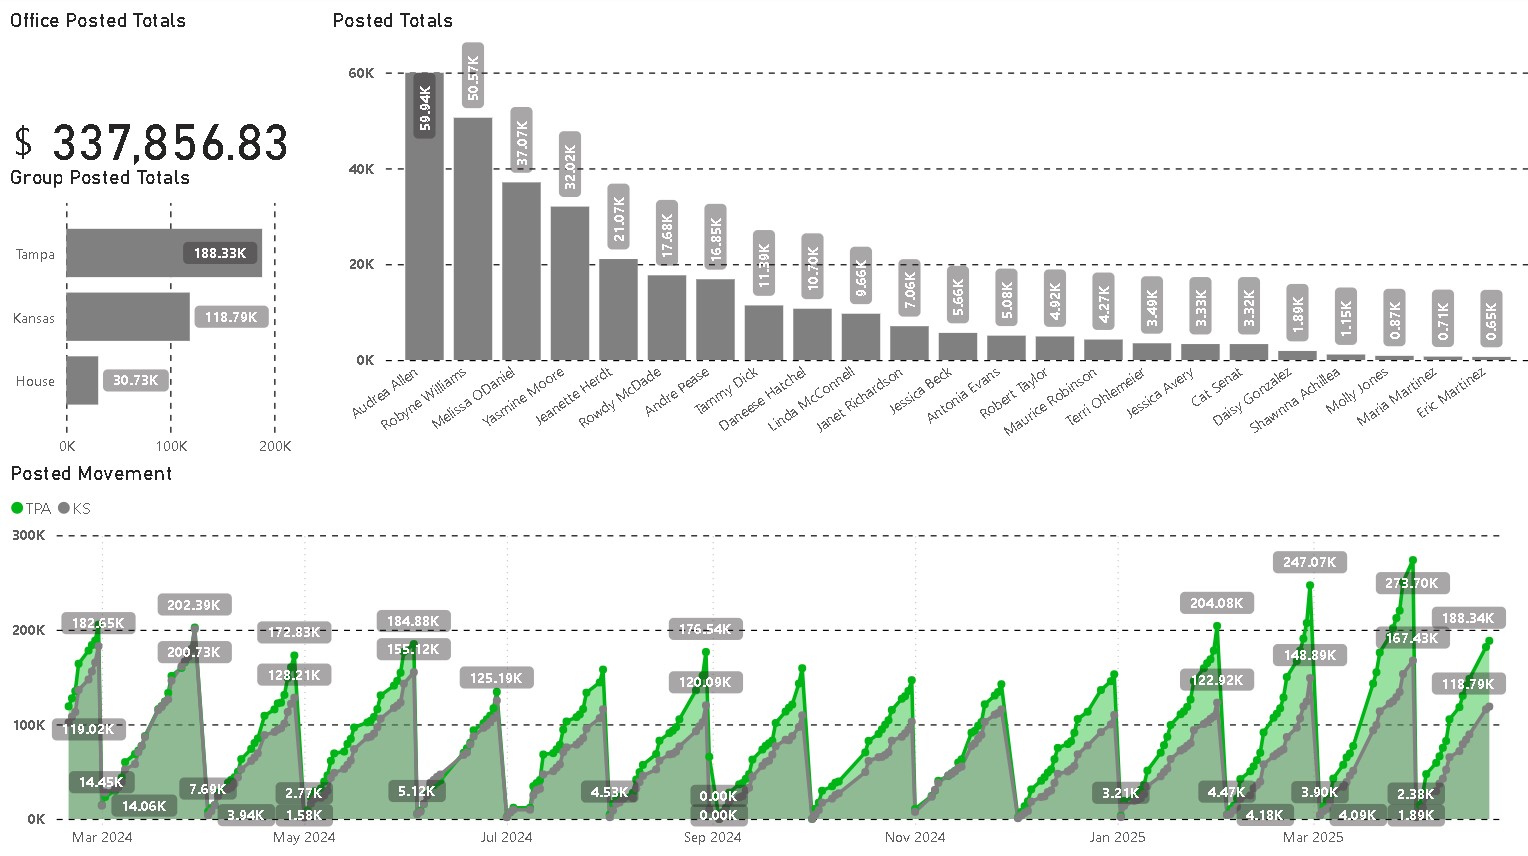 Office Posted Totals
$ 337,856.83
Group Posted Totals
Tampa 188.33K
Kansas 118.79K
House 30.73K
0K 100K 200K
Posted Totals
60K
40K
20K
0K
59.94K 50.57K 37.07K 32.02K 21.07K 17.68K 16.85K 11.39K 10.70K 9.66K 7.06K 5.66K 5.08K 4.92K 4.27K 3.49K 3.33K 3.32K 1.89K 1.15K 0.87K 0.71K 0.65K
Audrea Allen
Robyne Williams
Melissa ODaniel
Yasmine Moore
Jeanette Herdt
Rowdy McDade
Andre Pease
Tammy Dick
Daneese Hatchel
Linda McConnell
Janet Richardson
Jessica Beck
Antonia Evans
Robert Taylor
Maurice Robinson
Terri Ohlemeier
Jessica Avery
Cat Senat
Daisy Gonzalez
Shawnna Achillea
Molly Jones
Maria Martinez
Eric Martinez
Posted Movement
TPA KS
300K
200K
100K
0K
247.07K
273.70K
202.39K 204.08K
182.65K 184.88K 188.34K
172.83K 176.54K
200.73K 155.12K 167.43K
128.21K 125.19K 120.09K 122.92K 148.89K 118.79K
119.02K
14.45K 7.69K 2.77K 5.12K 4.53K 0.00K 3.21K 4.47K 3.90K 2.38K
14.06K 3.94K 1.58K 0.00K 4.18K 4.09K 1.89K
Mar 2024 May 2024 Jul 2024 Sep 2024 Nov 2024 Jan 2025 Mar 2025